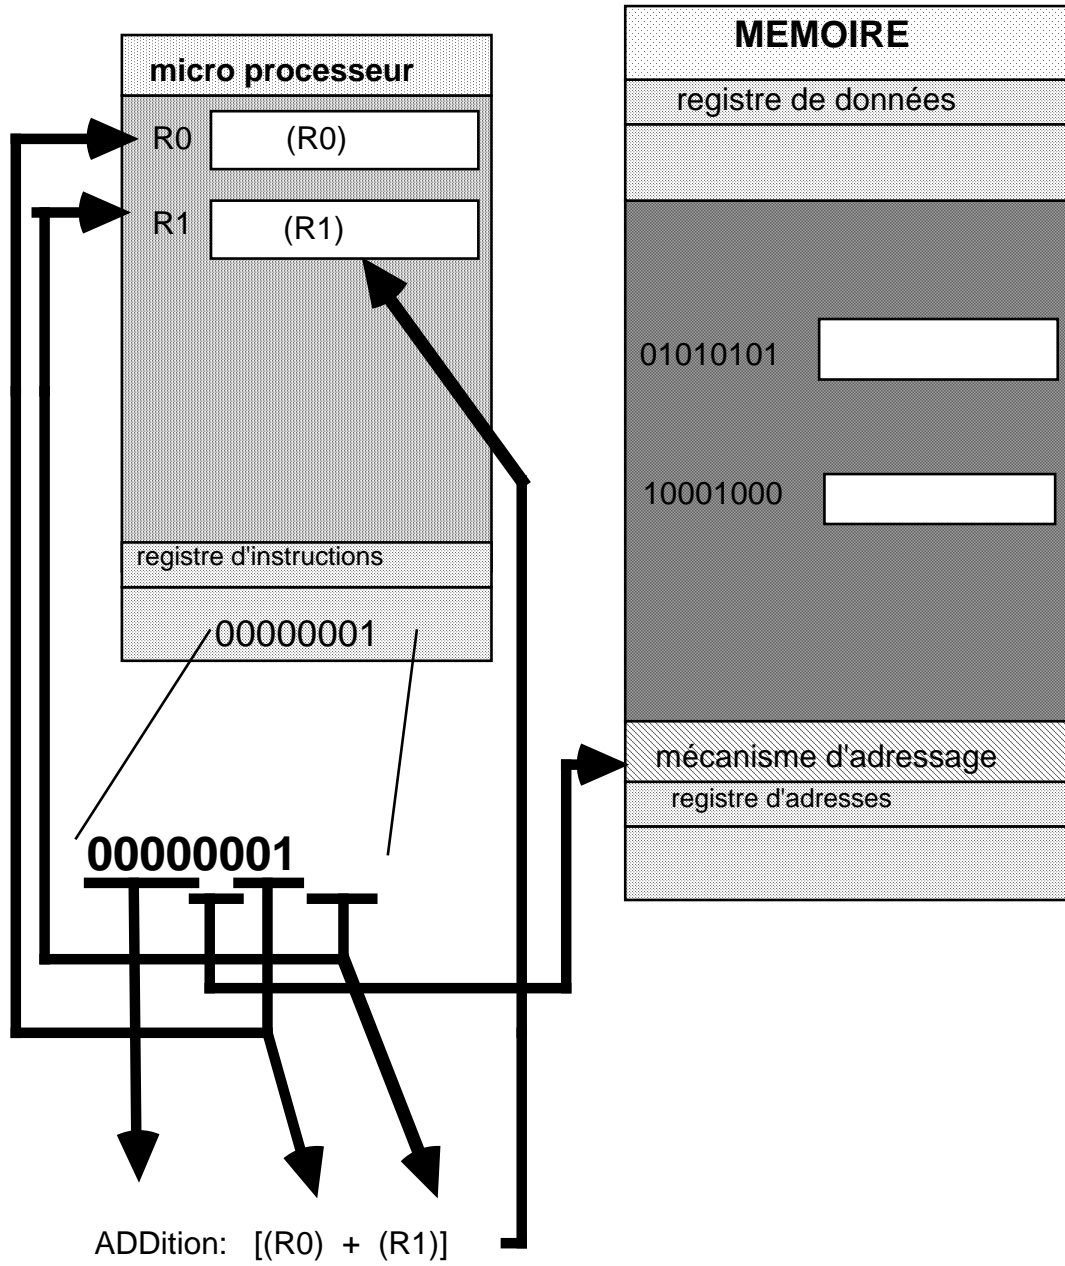 micro processeur
R0 (R0)
R1 (R1)
registre d'instructions
00000001
MEMOIRE
registre de données
01010101
10001000
mécanisme d'adressage
registre d'adresses
00000001
ADDition: [(R0) + (R1)]